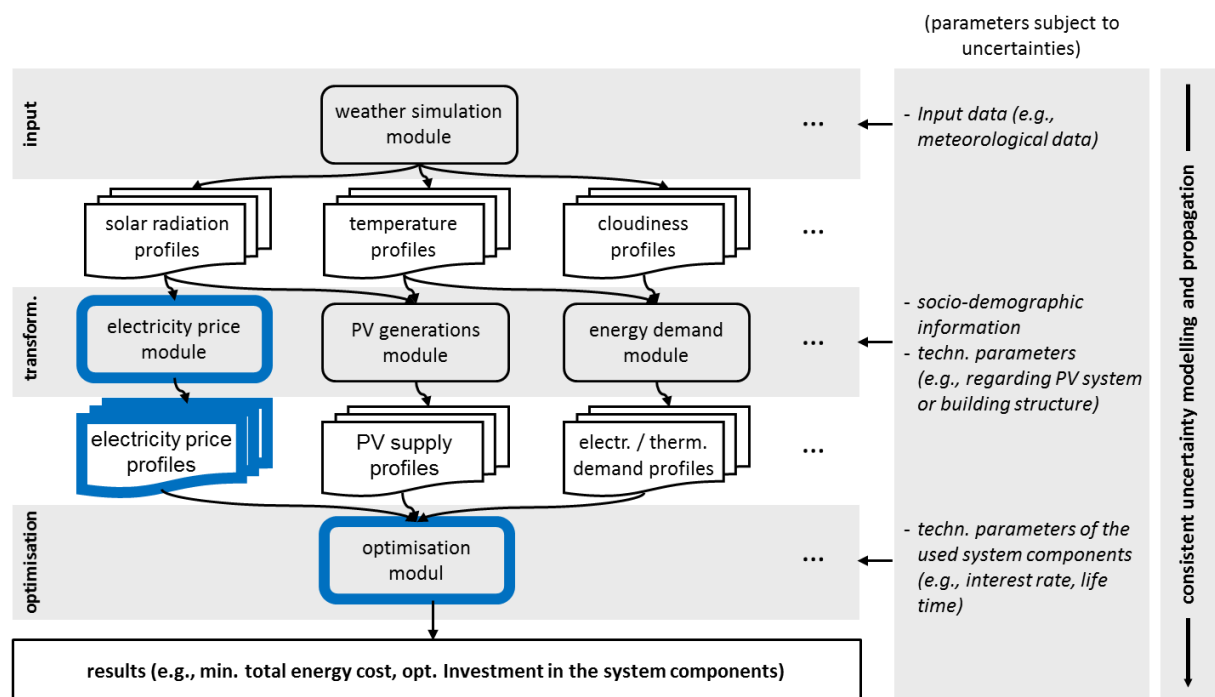 (parameters subject to
uncertainties)
input
weather simulation
module
...
- Input data (e.g.,
meteorological data)
solar radiation
profiles
temperature
profiles
cloudiness
profiles
...
transform.
electricity price
module
PV generations
module
energy demand
module
...
- socio-demographic
information
- techn. parameters
(e.g., regarding PV system
or building structure)
electricity price
profiles
PV supply
profiles
electr. / therm.
demand profiles
...
optimisation
optimisation
modul
...
- techn. parameters of the
used system components
(e.g., interest rate, life
time)
results (e.g., min. total energy cost, opt. Investment in the system components)
consistent uncertainty modelling and propagation